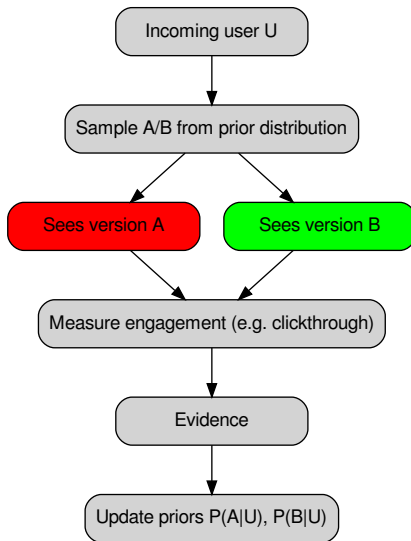 Incoming user U
Sample A/B from prior distribution
Sees version A
Sees version B
Measure engagement (e.g. clickthrough)
Evidence
Update priors P(A|U), P(B|U)